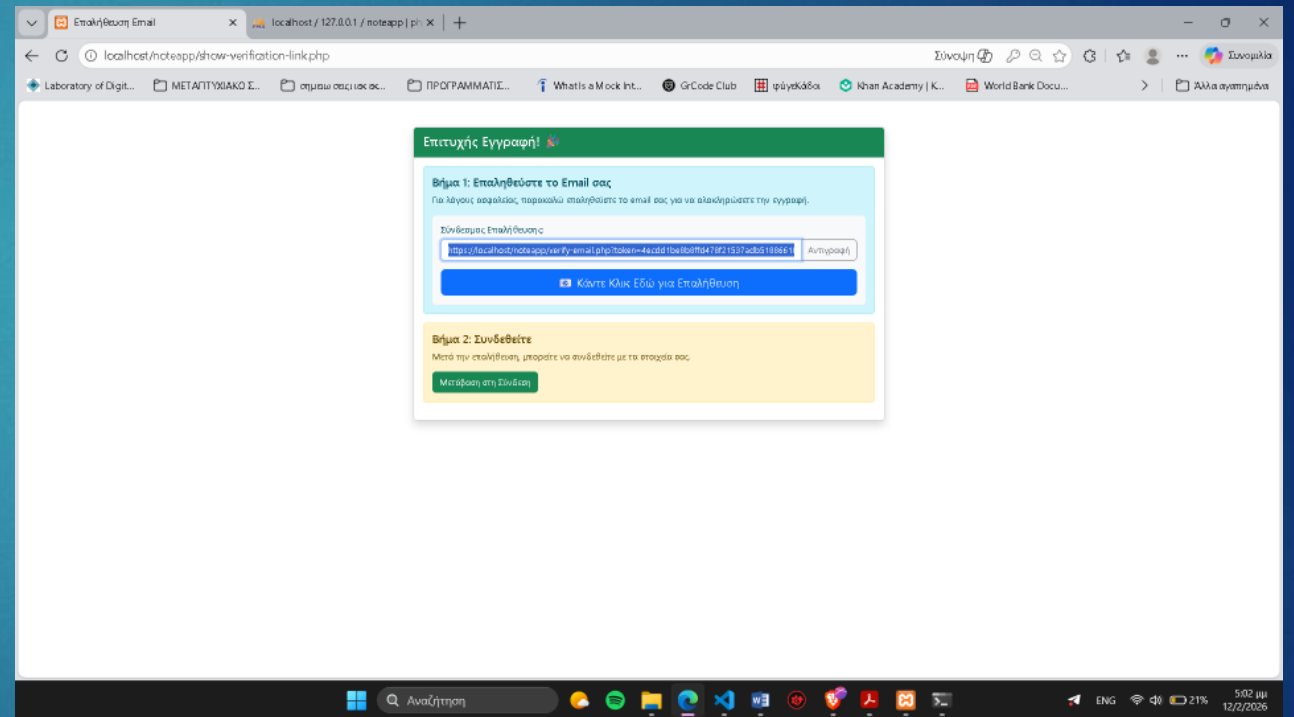 Επαλήθευση Email
localhost / 127.0.0.1 / noteapp | ph
localhost/noteapp/show-verification-link.php
Σύνοψη
Συνομιλία
Laboratory of Digit...
ΜΕΤΑΠΤΥΧΙΑΚΟ Σ...
ΠΡΟΓΡΑΜΜΑΤΙΣ...
What Is a Mock Int...
GrCode Club
Khan Academy | K...
World Bank Docu...
Άλλα αγαπημένα
Επιτυχής Εγγραφή! 🎉
Βήμα 1: Επαληθεύστε το Email σας
Για λόγους ασφαλείας, παρακαλώ επαληθεύστε το email σας για να ολοκληρώσετε την εγγραφή.
Σύνδεσμος Επαλήθευσης:
Αντιγραφή
📧 Κάντε Κλικ Εδώ για Επαλήθευση
Βήμα 2: Συνδεθείτε
Μετά την επαλήθευση, μπορείτε να συνδεθείτε με τα στοιχεία σας.
Μετάβαση στη Σύνδεση
Αναζήτηση
ENG
21%
5:02 μμ
12/2/2026